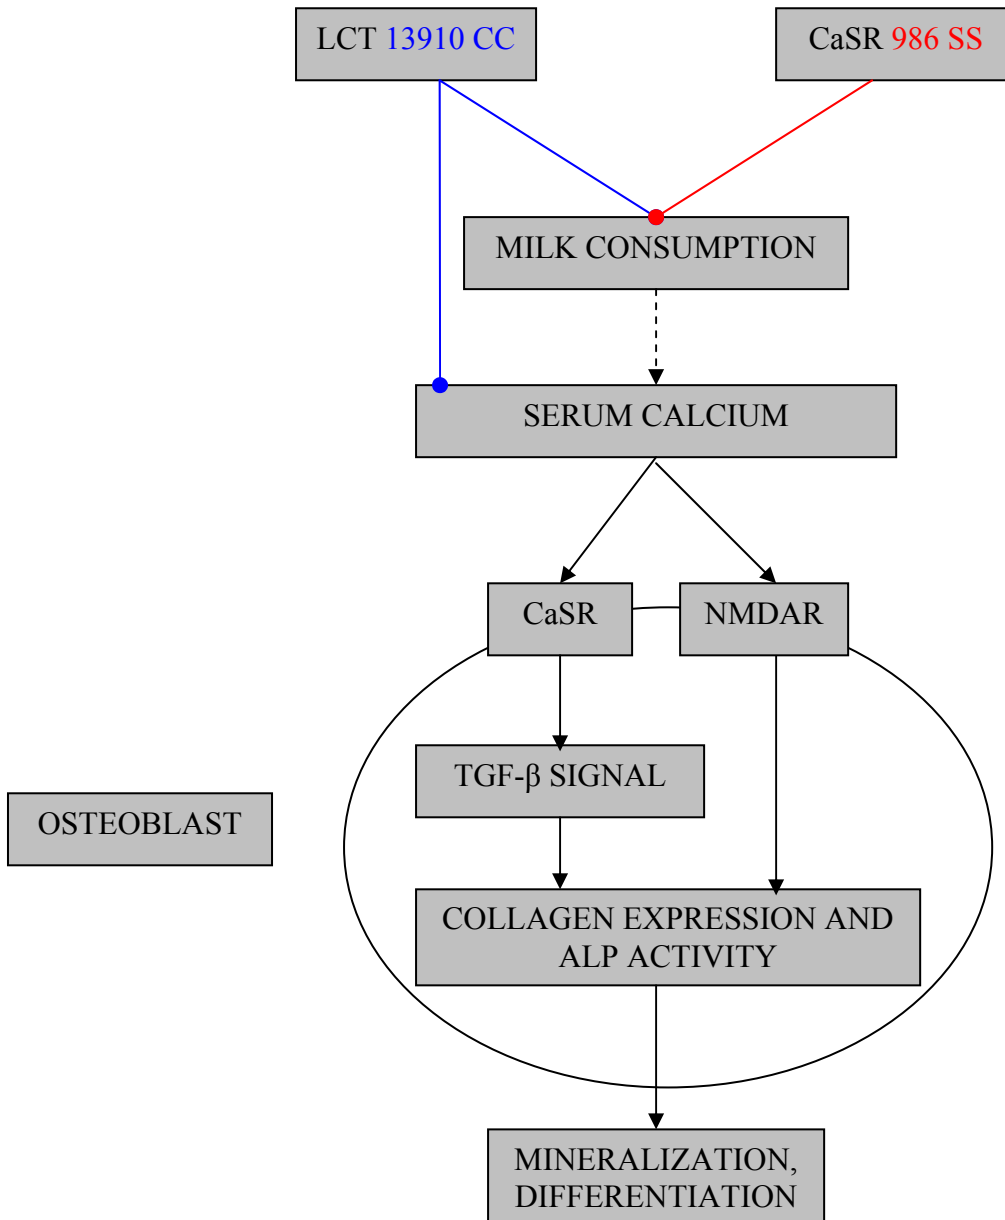 LCT 13910 CC
CaSR 986 SS
MILK CONSUMPTION
SERUM CALCIUM
CaSR
NMDAR
TGF-β SIGNAL
OSTEOBLAST
COLLAGEN EXPRESSION AND
ALP ACTIVITY
MINERALIZATION,
DIFFERENTIATION